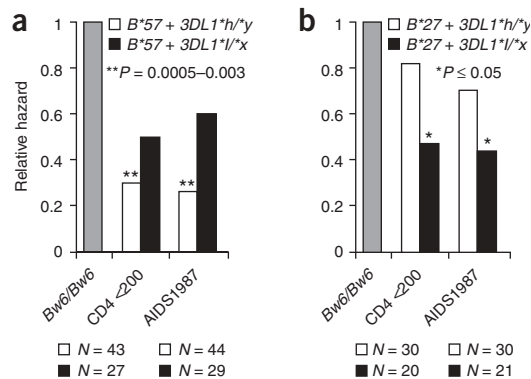 a
B*57 + 3DL1*h/*y
B*57 + 3DL1*l/*x
**P = 0.0005–0.003
Relative hazard
1
0.8
0.6
0.4
0.2
0
**
**
Bw6/Bw6
CD4 <200
AIDS1987
N = 43
N = 44
N = 27
N = 29
b
B*27 + 3DL1*h/*y
B*27 + 3DL1*l/*x
*P ≤ 0.05
1
0.8
0.6
0.4
0.2
0
*
*
Bw6/Bw6
CD4 <200
AIDS1987
N = 30
N = 30
N = 20
N = 21